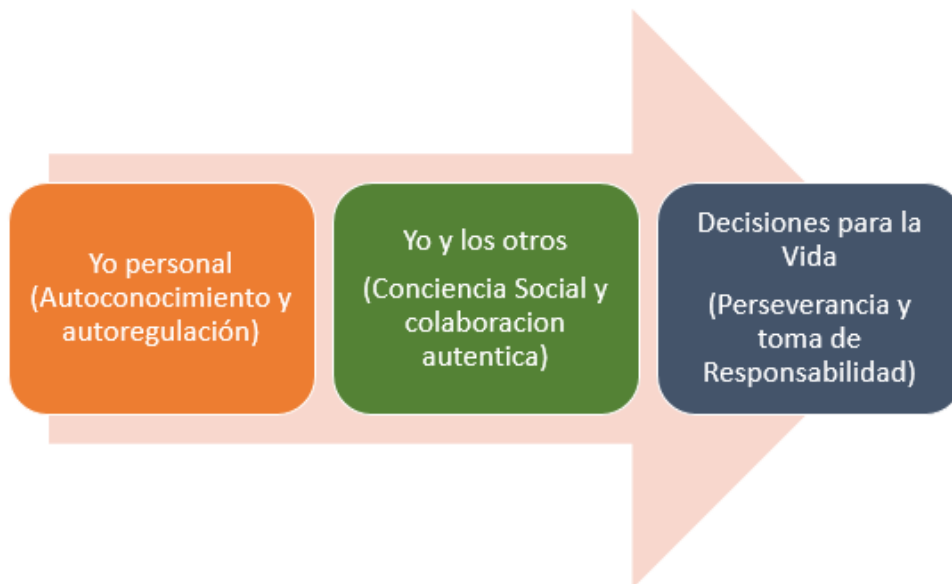 Yo personal
(Autoconocimiento y
autoregulación)
Yo y los otros
(Conciencia Social y
colaboracion
autentica)
Decisiones para la
Vida
(Perseverancia y
toma de
Responsabilidad)